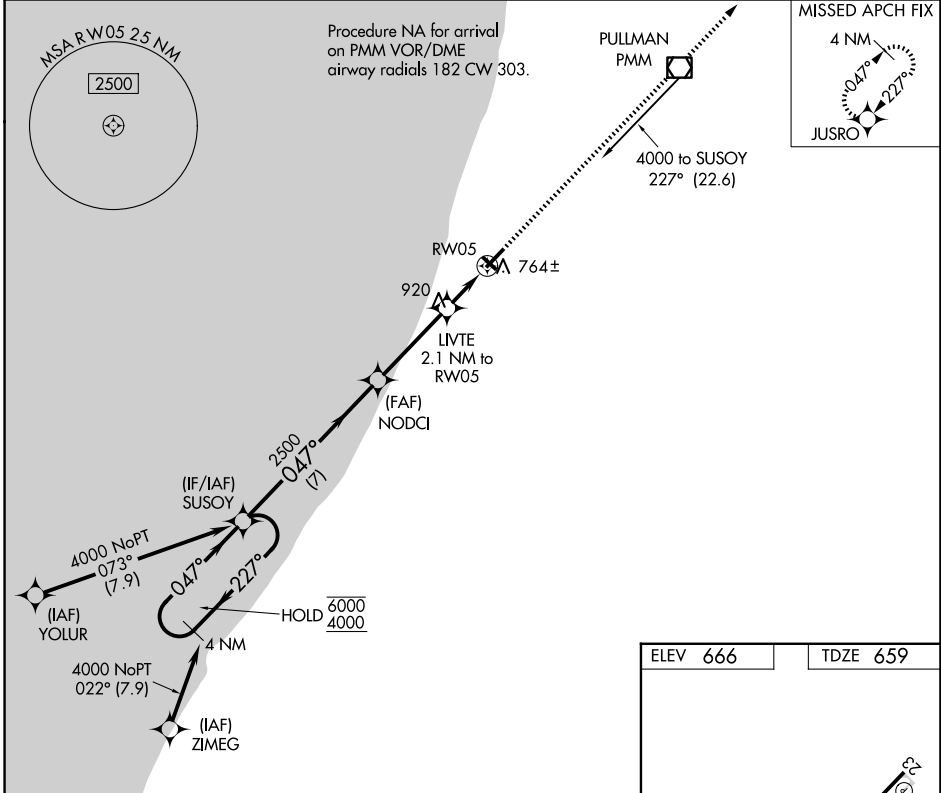 MSA RW05 25 NM
2500
Procedure NA for arrival
on PMM VOR/DME
airway radials 182 CW 303.
PULLMAN
PMM
MISSED APCH FIX
4 NM
047°
227°
JUSRO
4000 to SUSOY
227° (22.6)
RW05
764±
920
LIVTE
2.1 NM to
RW05
(FAF)
NODCI
2500
047°
(7)
(IF/IAF)
SUSOY
4000 NoPT
073°
(7.9)
047°
227°
(IAF)
YOLUR
HOLD
6000
4000
4 NM
4000 NoPT
022° (7.9)
(IAF)
ZIMEG
ELEV 666
TDZE 659
23